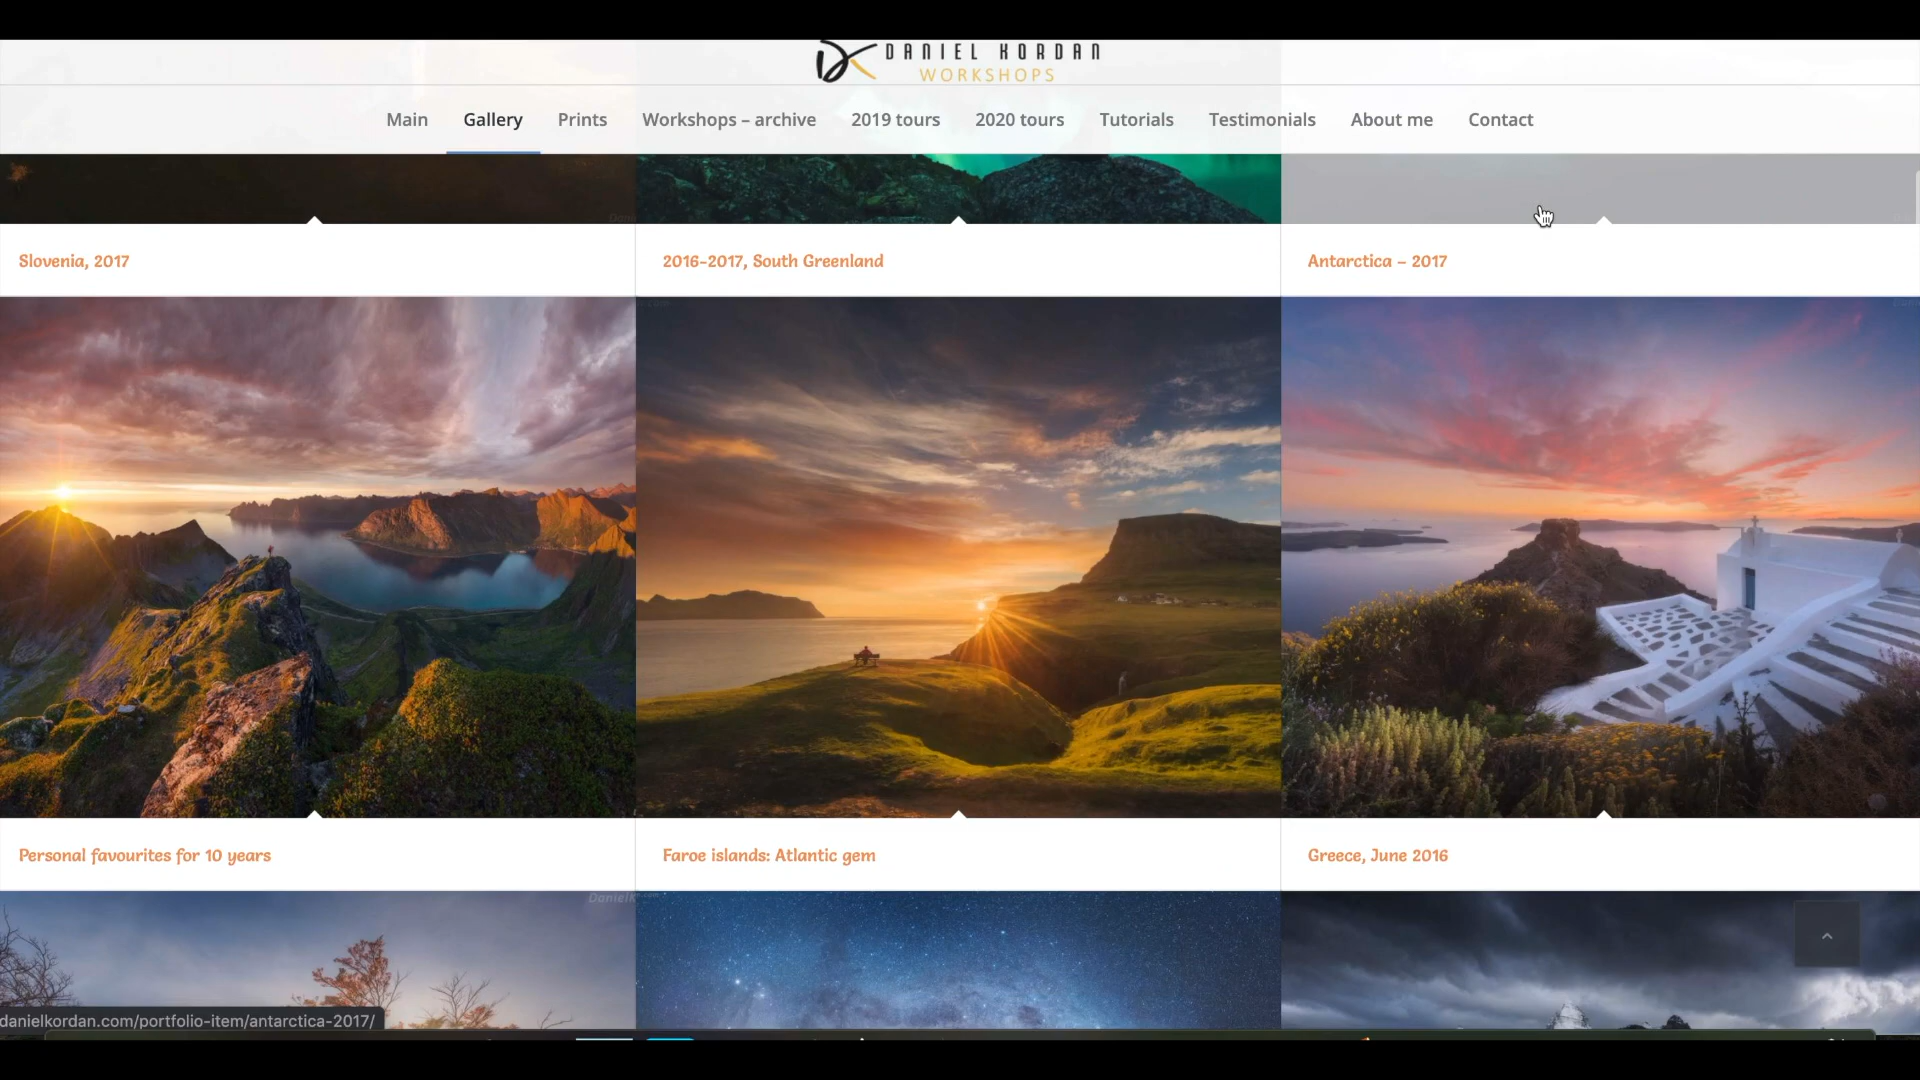 DANIEL KORDAN
WORKSHOPS
Main Gallery Prints Workshops – archive 2019 tours 2020 tours Tutorials Testimonials About me Contact
Slovenia, 2017
2016-2017, South Greenland
Antarctica – 2017
Personal favourites for 10 years
Faroe islands: Atlantic gem
Greece, June 2016
danielkordan.com/portfolio-item/antarctica-2017/